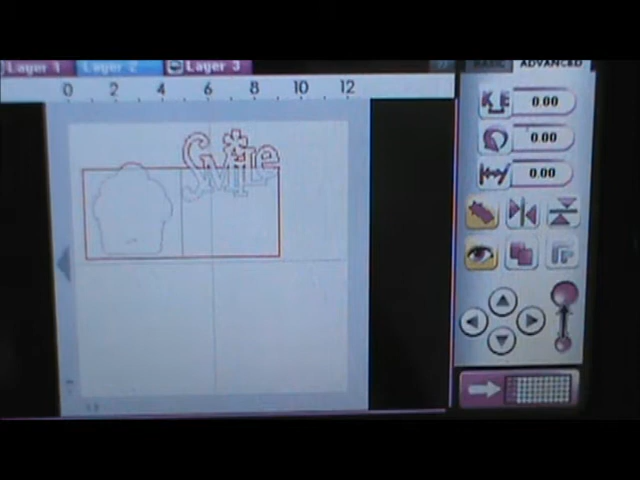 Layer 1 Layer 2 Layer 3
BASIC ADVANCED
0 2 4 6 8 10 12
0.00
0.00
0.00
SMILE